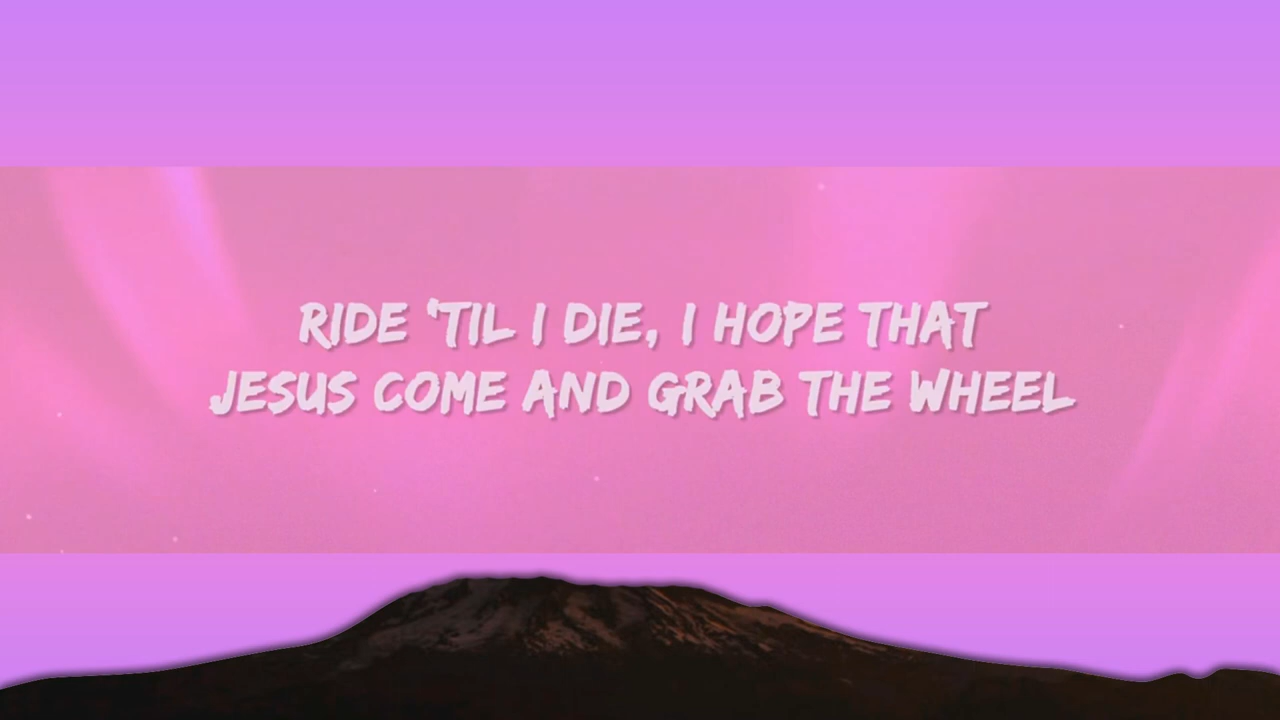 RIDE 'TIL I DIE, I HOPE THAT
JESUS COME AND GRAB THE WHEEL